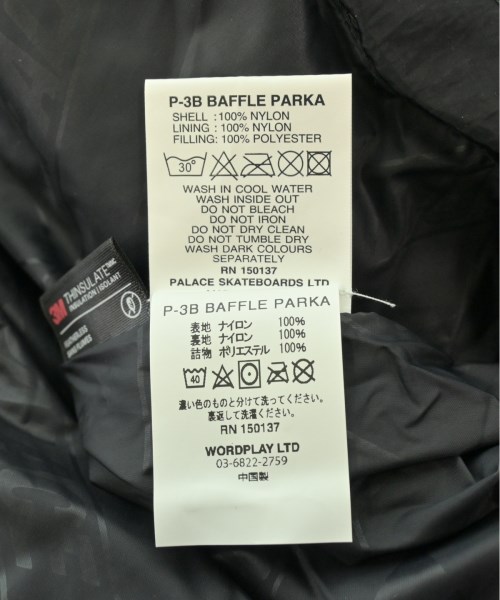 P-3B BAFFLE PARKA
SHELL : 100% NYLON
LINING : 100% NYLON
FILLING: 100% POLYESTER
30°
WASH IN COOL WATER
WASH INSIDE OUT
DO NOT BLEACH
DO NOT IRON
DO NOT DRY CLEAN
DO NOT TUMBLE DRY
WASH DARK COLOURS
SEPARATELY
RN 150137
PALACE SKATEBOARDS LTD
3M THINSULATE
INSULATION | ISOLANT
P-3B BAFFLE PARKA
表地 ナイロン 100%
裏地 ナイロン 100%
詰物 ポリエステル 100%
40
濃い色のものと分けて洗ってください。
裏返して洗濯ください。
RN 150137
WORDPLAY LTD
03-6822-2759
中国製